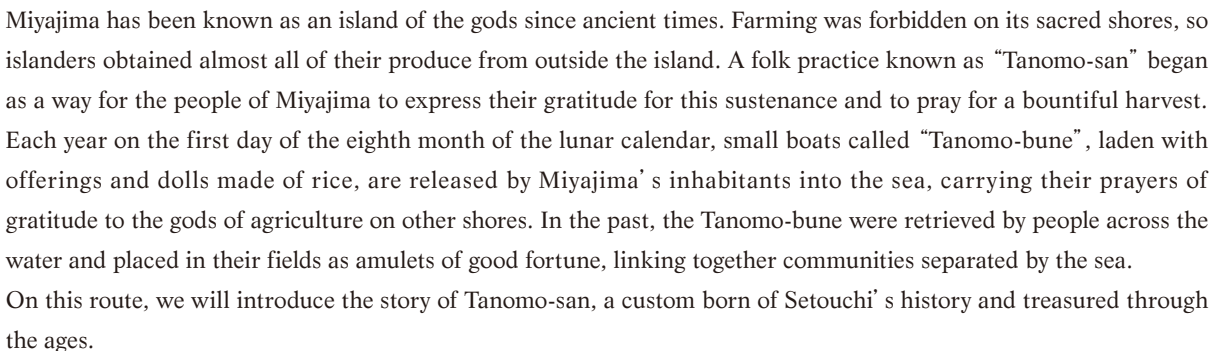 Miyajima has been known as an island of the gods since ancient times. Farming was forbidden on its sacred shores, so
islanders obtained almost all of their produce from outside the island. A folk practice known as “Tanomo-san” began
as a way for the people of Miyajima to express their gratitude for this sustenance and to pray for a bountiful harvest.
Each year on the first day of the eighth month of the lunar calendar, small boats called “Tanomo-bune”, laden with
offerings and dolls made of rice, are released by Miyajima’s inhabitants into the sea, carrying their prayers of
gratitude to the gods of agriculture on other shores. In the past, the Tanomo-bune were retrieved by people across the
water and placed in their fields as amulets of good fortune, linking together communities separated by the sea.
On this route, we will introduce the story of Tanomo-san, a custom born of Setouchi’s history and treasured through
the ages.